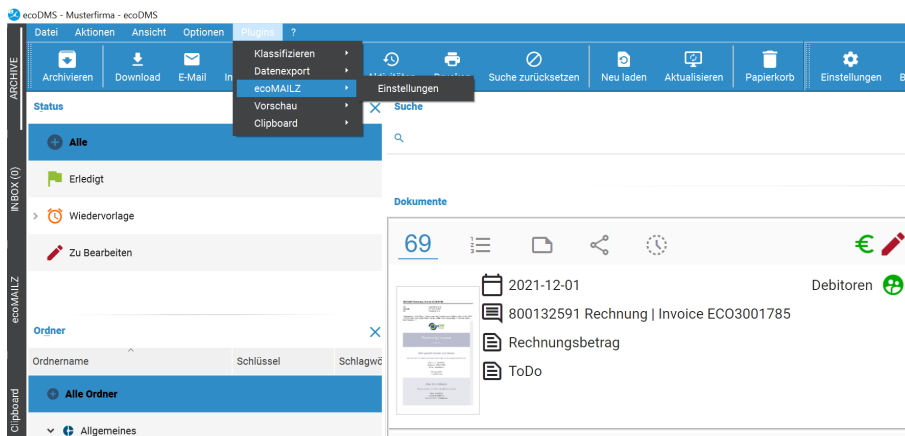 ecoDMS - Musterfirma - ecoDMS
Datei Aktionen Ansicht Optionen Plugins ?
Archivieren Download E-Mail
Klassifizieren
Datenexport
ecoMAILZ
Vorschau
Clipboard
Einstellungen
Suche zurücksetzen Neu laden Aktualisieren Papierkorb Einstellungen
ARCHIVE
INBOX (0)
ecoMAILZ
Clipboard
Status
Alle
Erledigt
Wiedervorlage
Zu Bearbeiten
Ordner
Ordnername Schlüssel Schlagwö
Alle Ordner
Allgemeines
Suche
Dokumente
69
2021-12-01 Debitoren
800132591 Rechnung | Invoice ECO3001785
Rechnungsbetrag
ToDo